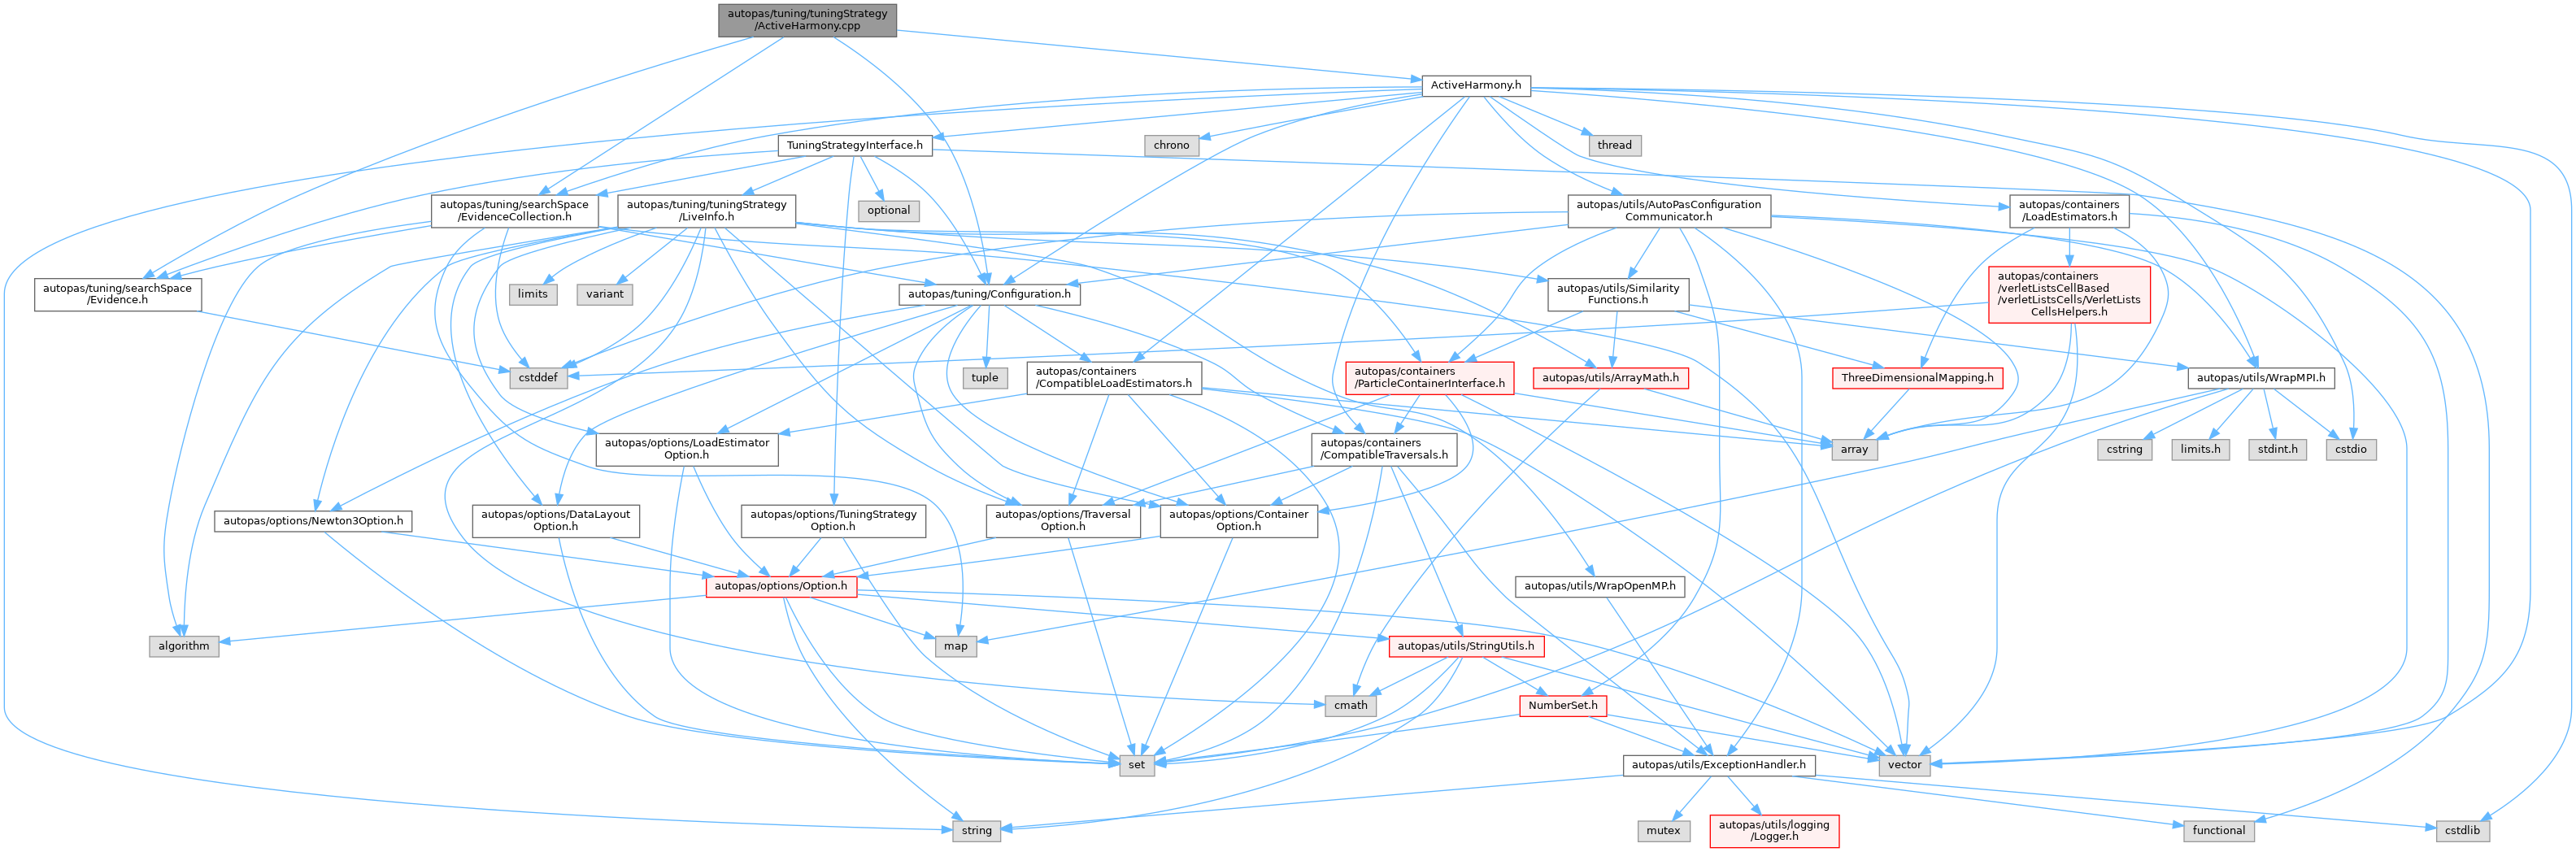 autopas/tuning/tuningStrategy
/ActiveHarmony.cpp
ActiveHarmony.h
TuningStrategyInterface.h
chrono
thread
autopas/tuning/searchSpace
/EvidenceCollection.h
autopas/tuning/tuningStrategy
/LiveInfo.h
optional
autopas/utils/AutoPasConfiguration
Communicator.h
autopas/containers
/LoadEstimators.h
autopas/tuning/searchSpace
/Evidence.h
limits
variant
autopas/tuning/Configuration.h
autopas/utils/Similarity
Functions.h
autopas/containers
/verletListsCellBased
/verletListsCells/VerletLists
CellsHelpers.h
cstddef
tuple
autopas/containers
/CompatibleLoadEstimators.h
autopas/containers
/ParticleContainerInterface.h
autopas/utils/ArrayMath.h
ThreeDimensionalMapping.h
autopas/utils/WrapMPI.h
autopas/options/LoadEstimator
Option.h
autopas/containers
/CompatibleTraversals.h
array
cstring
limits.h
stdint.h
cstdio
autopas/options/Newton3Option.h
autopas/options/DataLayout
Option.h
autopas/options/TuningStrategy
Option.h
autopas/options/Traversal
Option.h
autopas/options/Container
Option.h
autopas/options/Option.h
autopas/utils/WrapOpenMP.h
algorithm
map
autopas/utils/StringUtils.h
cmath
NumberSet.h
set
autopas/utils/ExceptionHandler.h
vector
string
mutex
autopas/utils/logging
/Logger.h
functional
cstdlib